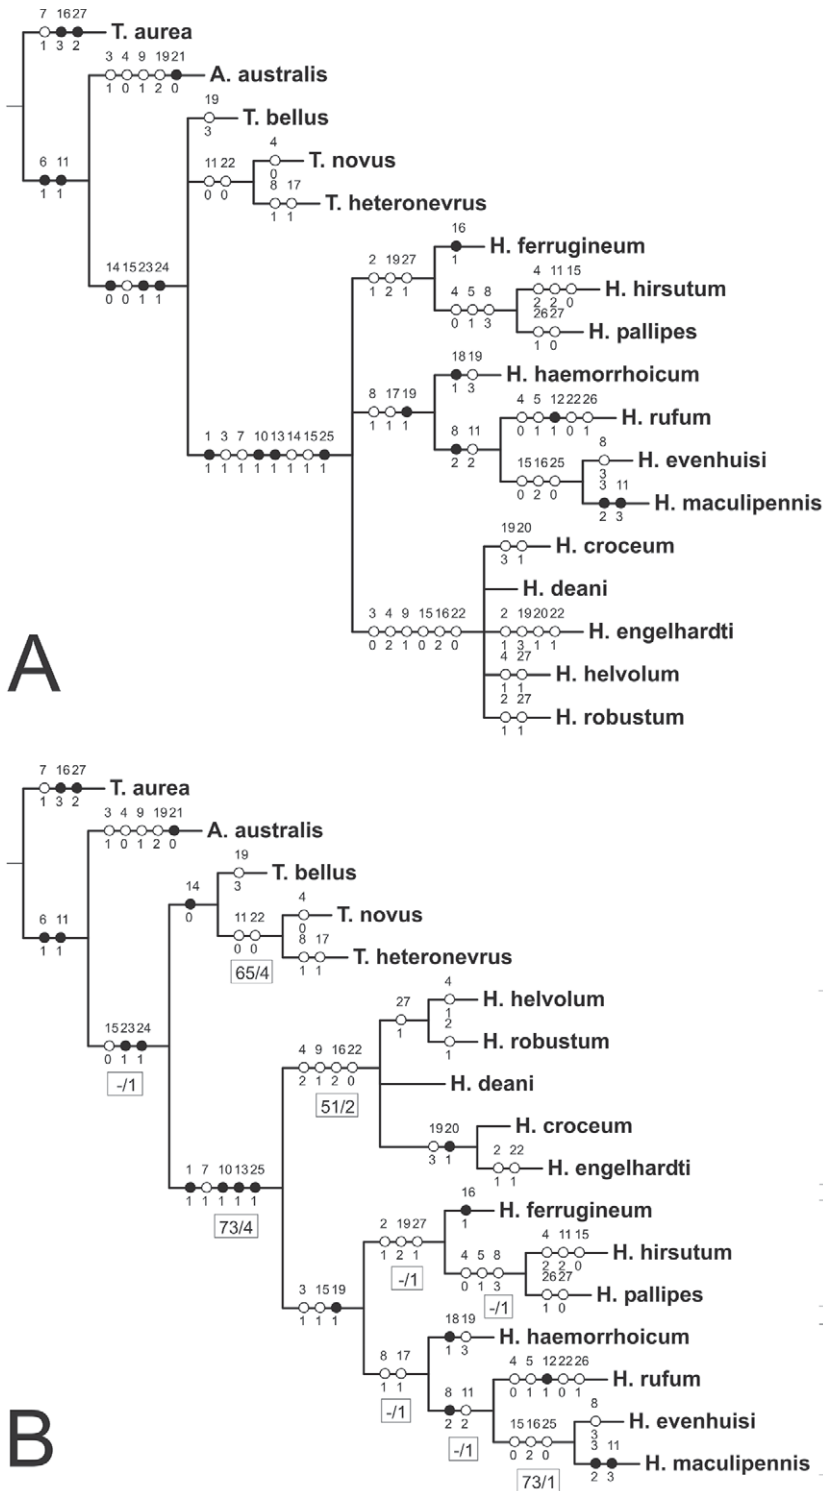 7 16 27
T. aurea
1 3 2
3 4 9 19 21
A. australis
1 0 1 2 0
19
T. bellus
3
6 11
1 1
11 22
0 0
4
T. novus
0
8 17
T. heteronevrus
1 1
14 15 23 24
0 0 1 1
16
H. ferrugineum
1
2 19 27
1 2 1
4 11 15
H. hirsutum
2 2 0
4 5 8
0 1 3
26 27
H. pallipes
1 0
18 19
H. haemorrhoicum
1 3
8 17 19
1 1 1
4 5 12 22 26
H. rufum
0 1 1 0 1
8 11
2 2
1 3 7 10 13 14 15 25
1 1 1 1 1 1 1 1
8
H. evenhuisi
3
15 16 25
0 2 0
3 11
H. maculipennis
2 3
19 20
H. croceum
3 1
H. deani
3 4 9 15 16 22
0 2 1 0 2 0
2 19 20 22
H. engelhardti
1 3 1 1
4 27
H. helvolum
1 1
2 27
H. robustum
1 1
A
7 16 27
T. aurea
1 3 2
3 4 9 19 21
A. australis
1 0 1 2 0
19
T. bellus
3
14
0
6 11
1 1
11 22
0 0
65/4
4
T. novus
0
8 17
T. heteronevrus
1 1
15 23 24
0 1 1
-/1
4
H. helvolum
1
27
1
2
H. robustum
1
4 9 16 22
2 1 2 0
51/2
H. deani
19 20
3 1
H. croceum
2 22
H. engelhardti
1 1
1 7 10 13 25
1 1 1 1 1
73/4
16
H. ferrugineum
1
2 19 27
1 2 1
-/1
4 11 15
H. hirsutum
2 2 0
4 5 8
0 1 3
-/1
26 27
H. pallipes
1 0
3 15 19
1 1 1
18 19
H. haemorrhoicum
1 3
8 17
1 1
-/1
4 5 12 22 26
H. rufum
0 1 1 0 1
8 11
2 2
-/1
8
H. evenhuisi
3
15 16 25
0 2 0
73/1
3 11
H. maculipennis
2 3
B